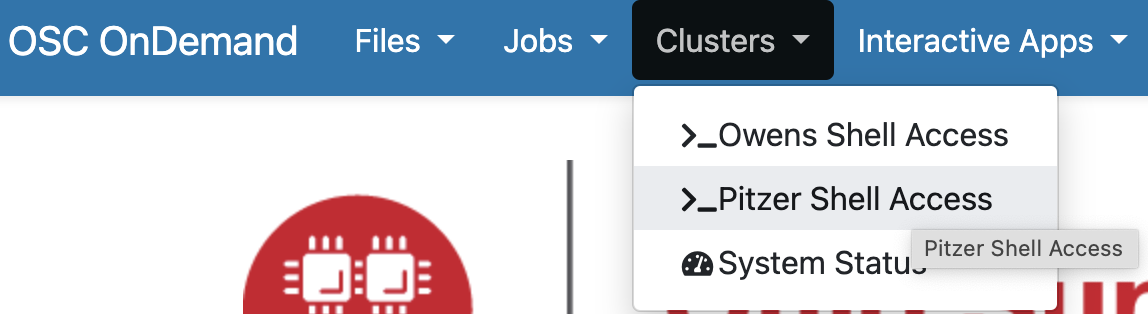 OSC OnDemand Files Jobs Clusters Interactive Apps
>_Owens Shell Access
>_Pitzer Shell Access
Pitzer Shell Access
System Status